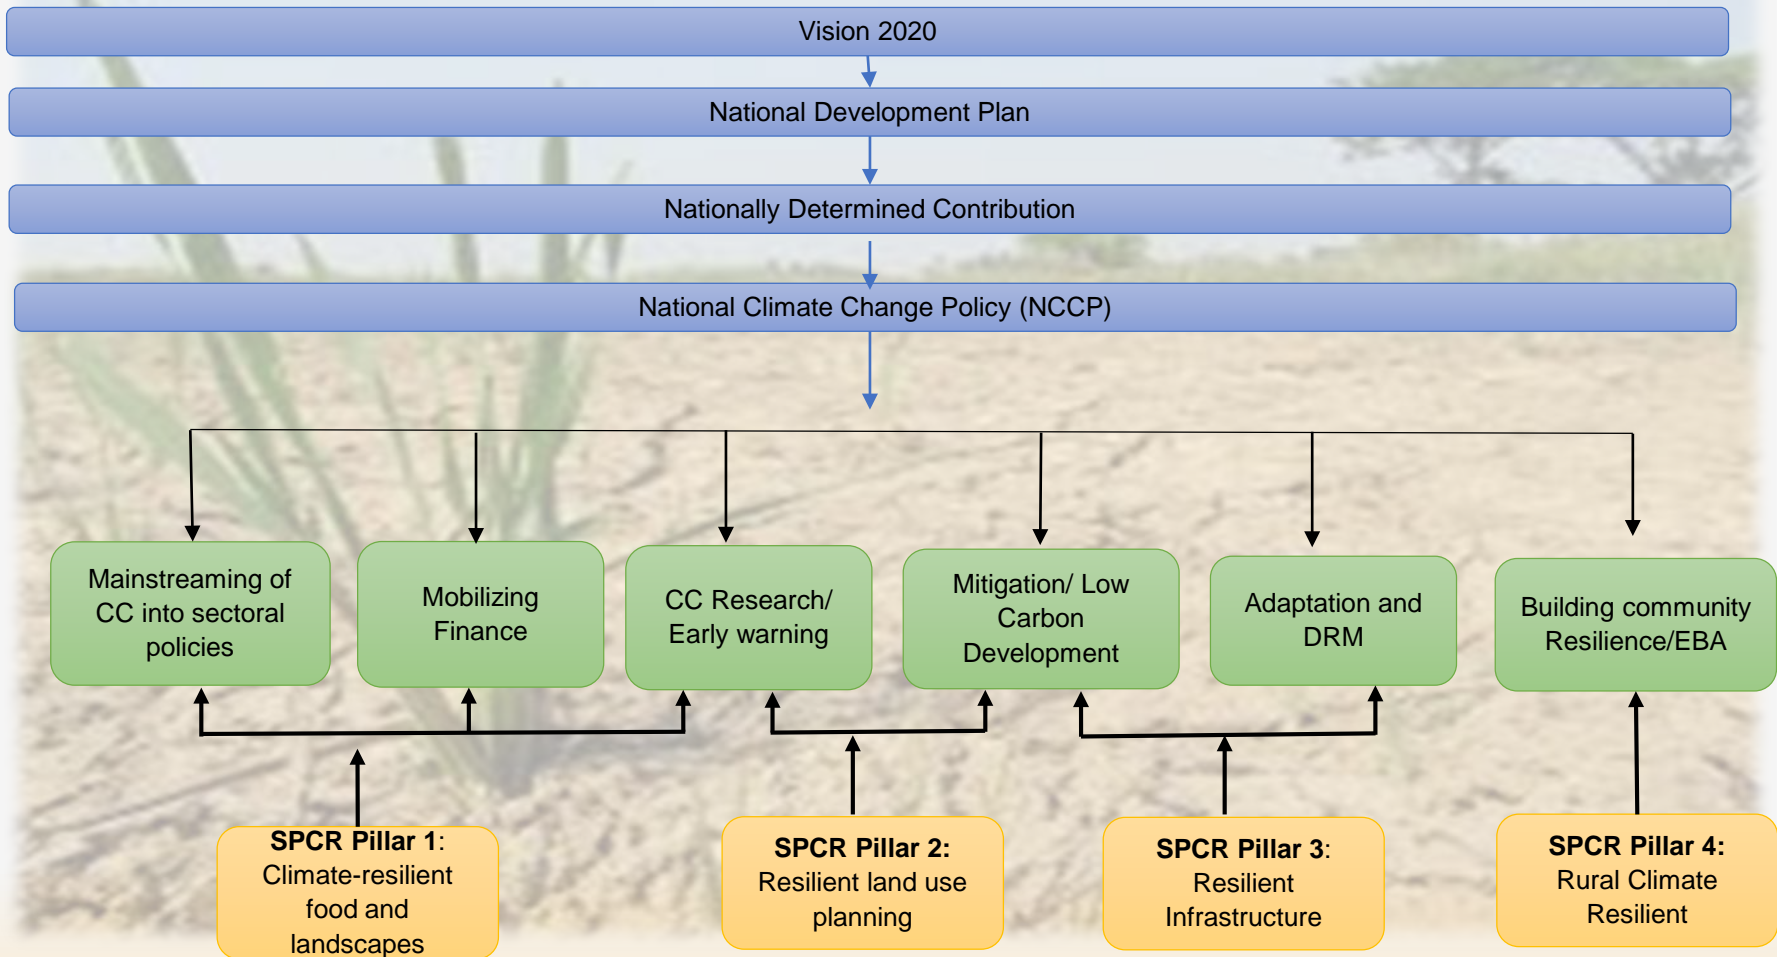 Vision 2020
National Development Plan
Nationally Determined Contribution
National Climate Change Policy (NCCP)
Mainstreaming of
CC into sectoral
policies
Mobilizing
Finance
CC Research/
Early warning
Mitigation/ Low
Carbon
Development
Adaptation and
DRM
Building community
Resilience/EBA
SPCR Pillar 1:
Climate-resilient
food and
landscapes
SPCR Pillar 2:
Resilient land use
planning
SPCR Pillar 3:
Resilient
Infrastructure
SPCR Pillar 4:
Rural Climate
Resilient